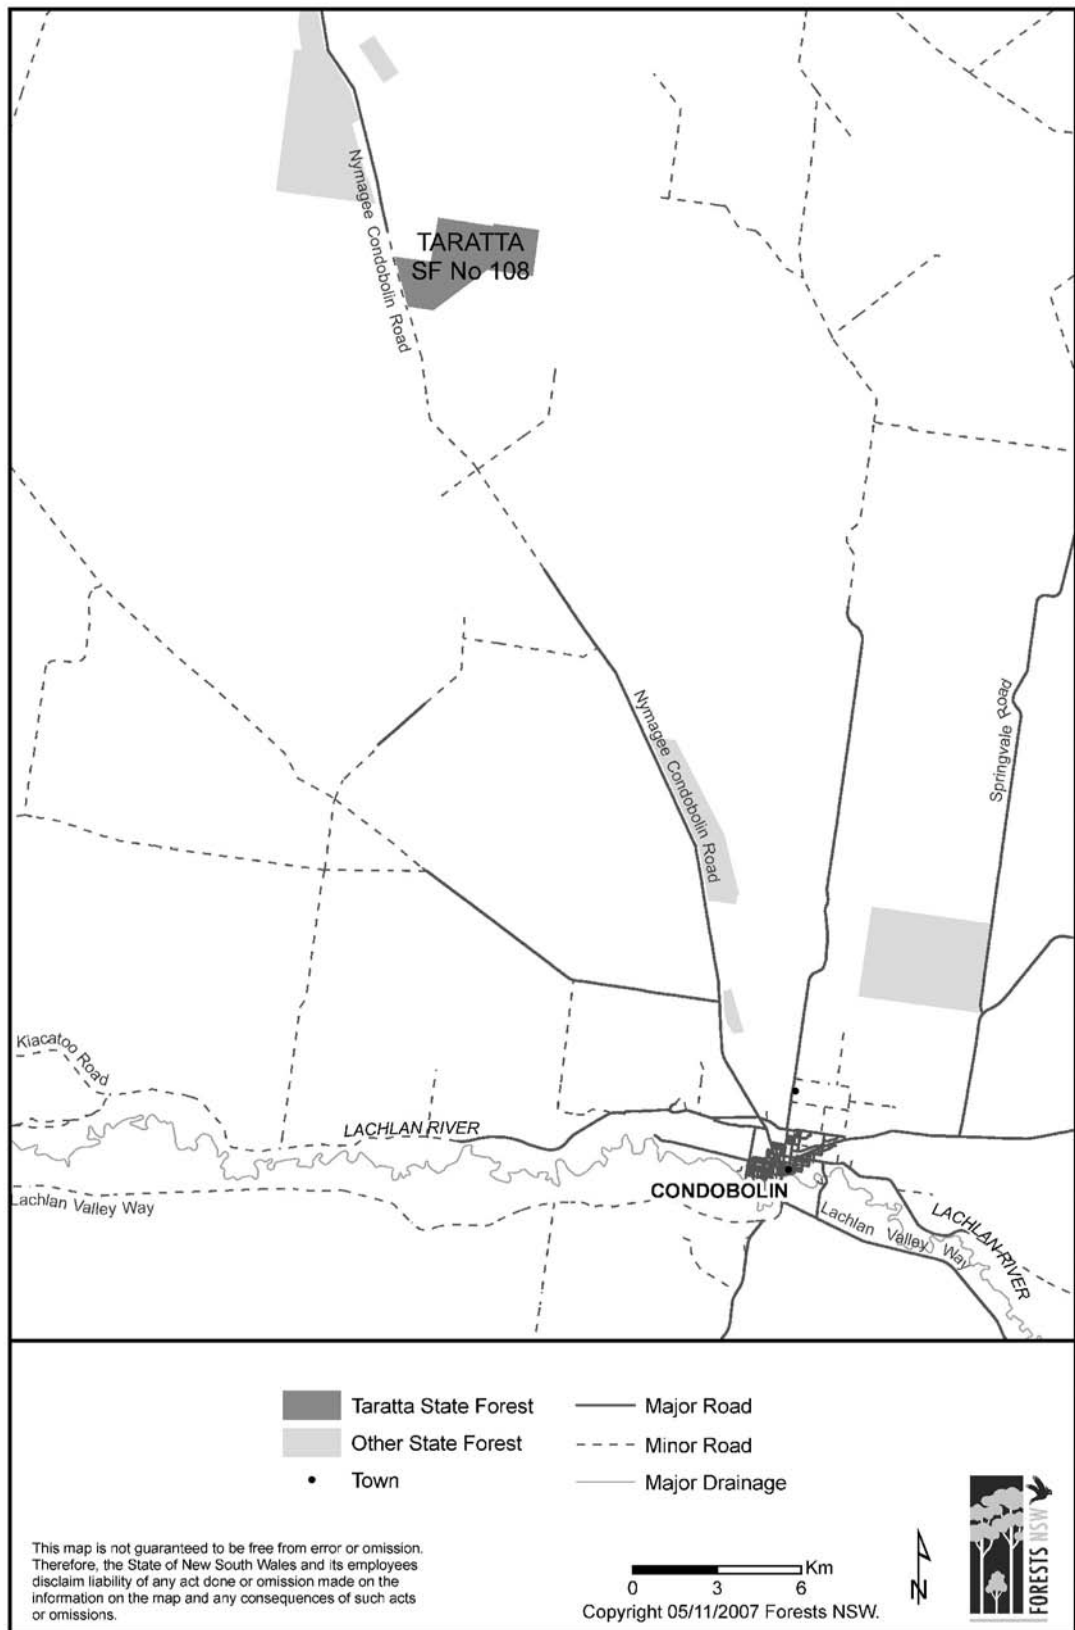 Nymagee Condobolin Road
TARATTA
SF No 108
Nymagee Condobolin Road
Springvale Road
Kiacatoo Road
LACHLAN RIVER
CONDOBOLIN
Lachlan Valley Way
Lachlan Valley Way
LACHLAN RIVER
Taratta State Forest
Other State Forest
Town
Major Road
Minor Road
Major Drainage
This map is not guaranteed to be free from error or omission.
Therefore, the State of New South Wales and its employees
disclaim liability of any act done or omission made on the
information on the map and any consequences of such acts
or omissions.
Km
0 3 6
Copyright 05/11/2007 Forests NSW.
N
FORESTS NSW